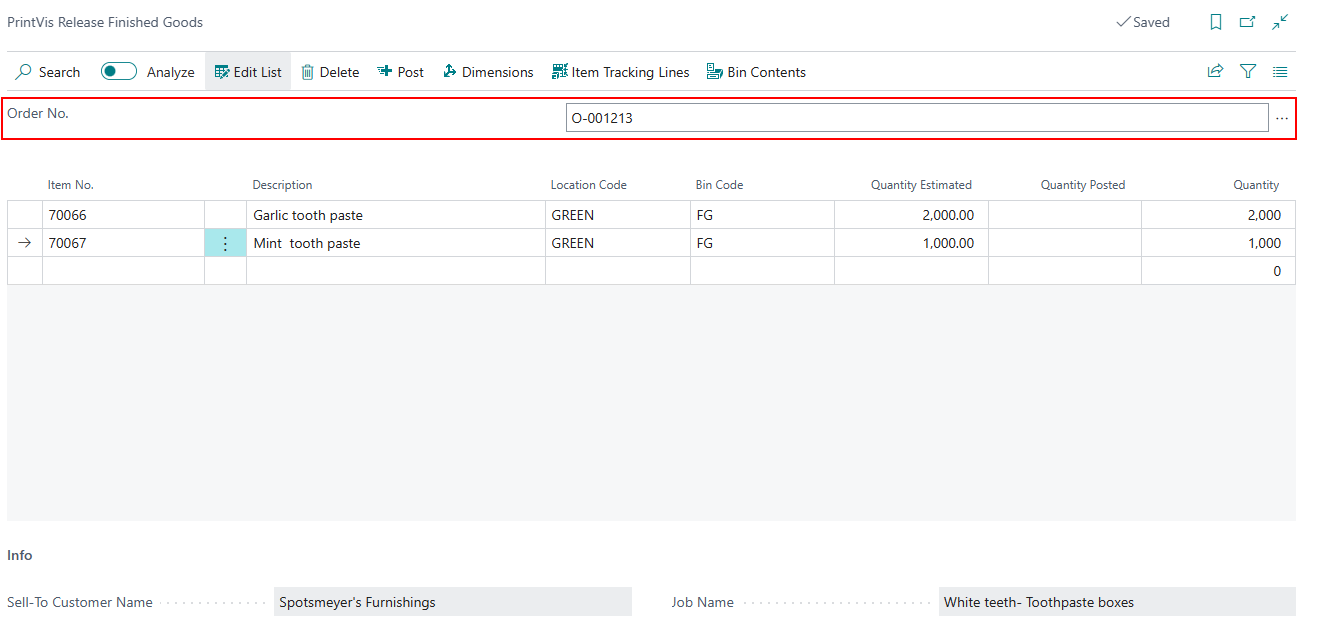 PrintVis Release Finished Goods Saved
Search Analyze Edit List Delete Post Dimensions Item Tracking Lines Bin Contents
Order No. O-001213
Item No. Description Location Code Bin Code Quantity Estimated Quantity Posted Quantity
70066 Garlic tooth paste GREEN FG 2,000.00 2,000
70067 Mint  tooth paste GREEN FG 1,000.00 1,000
0
Info
Sell-To Customer Name Spotsmeyer's Furnishings Job Name White teeth- Toothpaste boxes